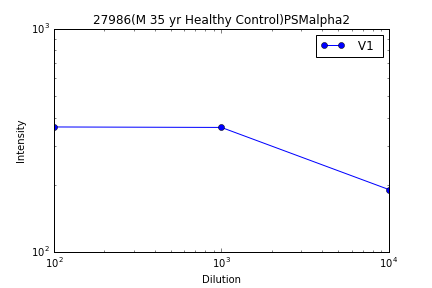 27986(M 35 yr Healthy Control)PSMalpha2
10³
V1
Intensity
10²
10² 10³ 10⁴
Dilution